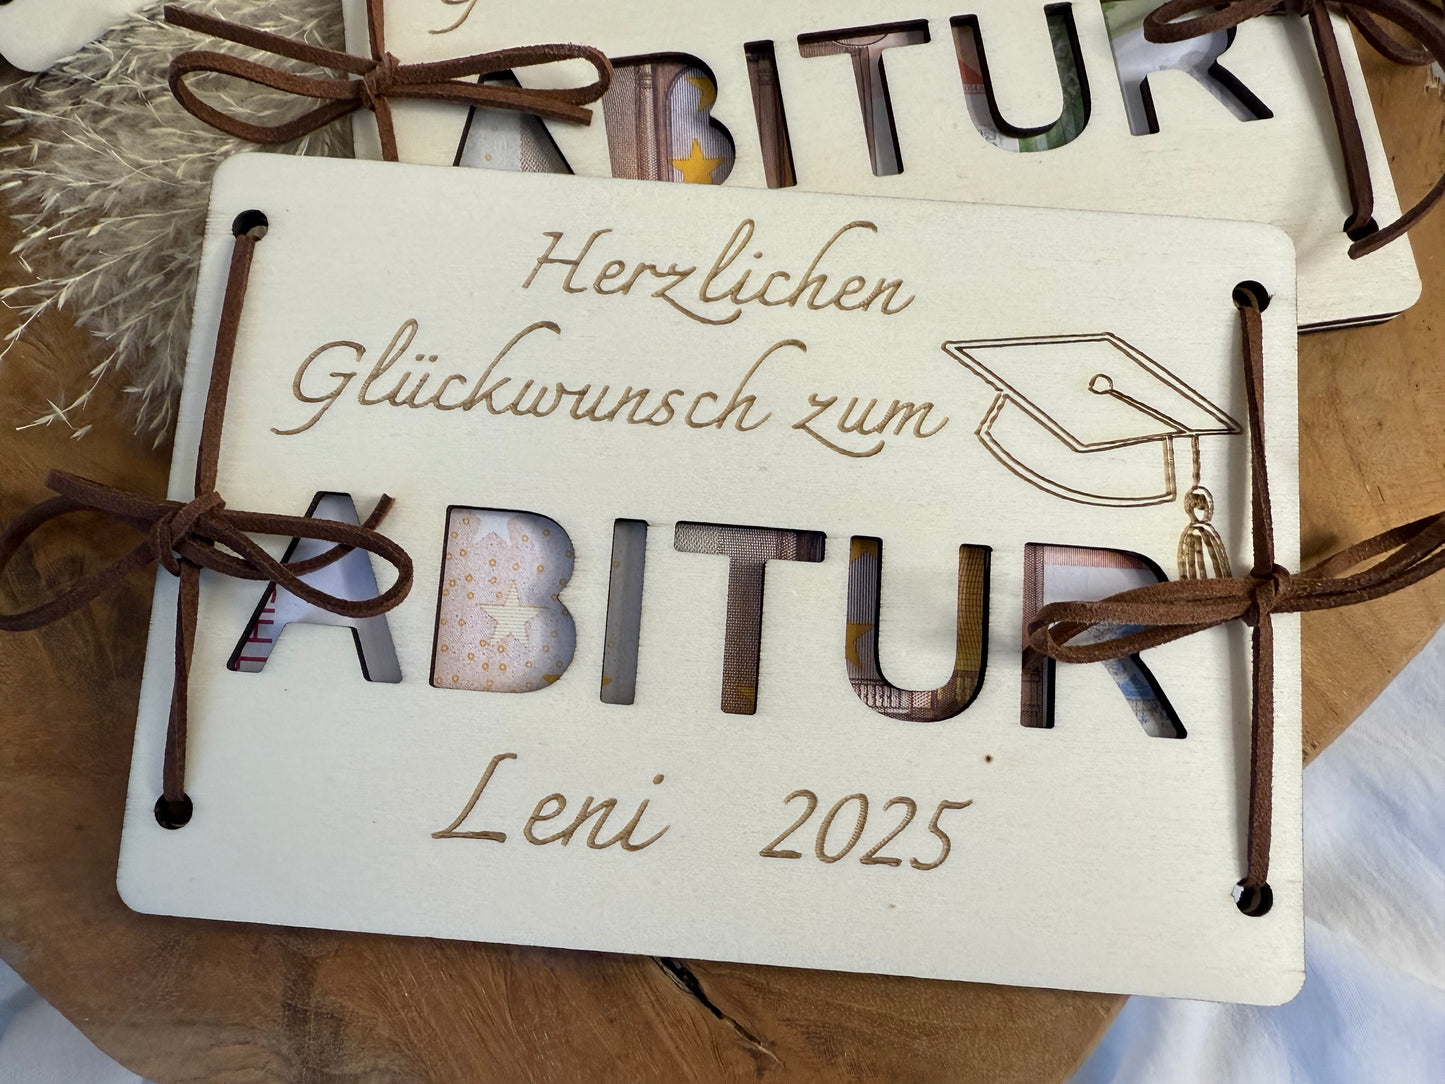 ABITUR
Herzlichen
Glückwunsch zum
ABITUR
Leni 2025